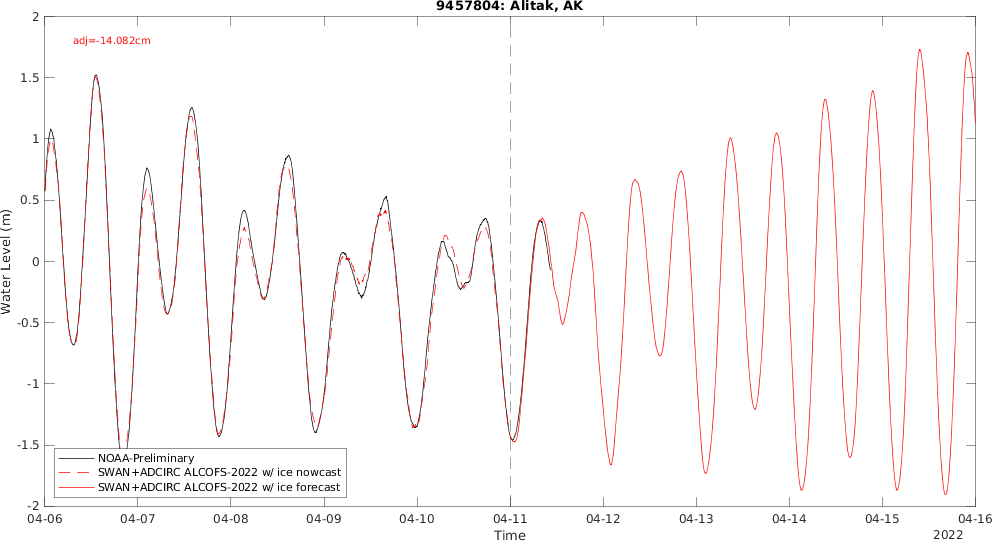 9457804: Alitak, AK
adj=-14.082cm
2
1.5
1
0.5
0
-0.5
-1
-1.5
-2
Water Level (m)
NOAA-Preliminary
SWAN+ADCIRC ALCOFS-2022 w/ ice nowcast
SWAN+ADCIRC ALCOFS-2022 w/ ice forecast
04-06 04-07 04-08 04-09 04-10 04-11 04-12 04-13 04-14 04-15 04-16
Time
2022